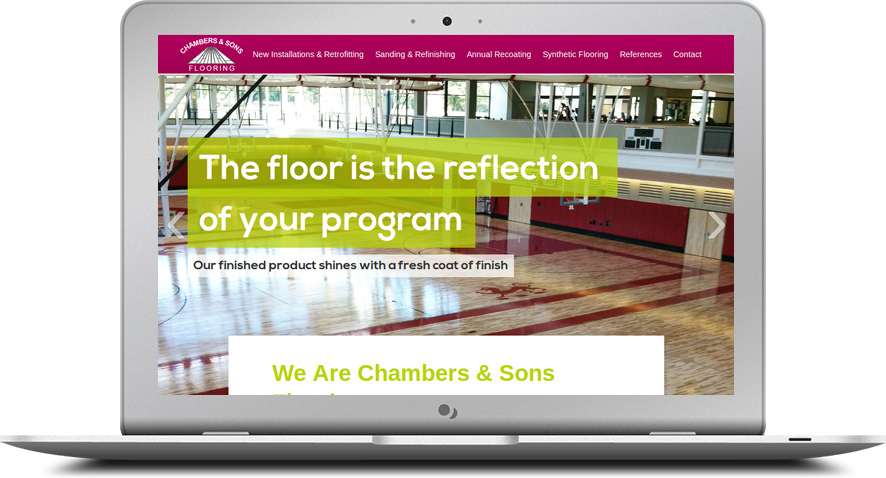 CHAMBERS & SONS
FLOORING
New Installations & Retrofitting Sanding & Refinishing Annual Recoating Synthetic Flooring References Contact
The floor is the reflection
of your program
Our finished product shines with a fresh coat of finish
We Are Chambers & Sons